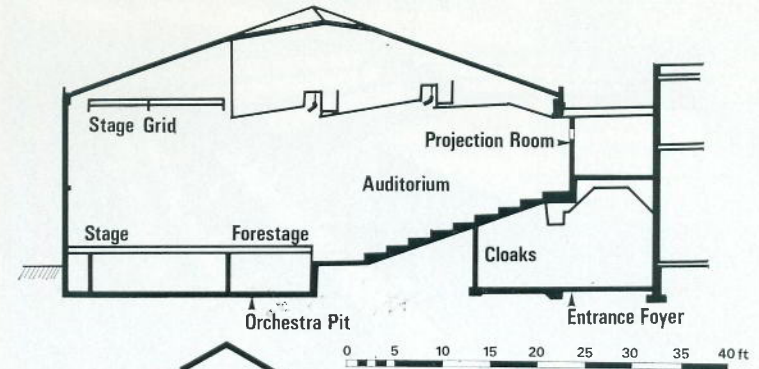 Stage Grid
Projection Room
Auditorium
Stage
Forestage
Cloaks
Orchestra Pit
Entrance Foyer
0 5 10 15 20 25 30 35 40 ft